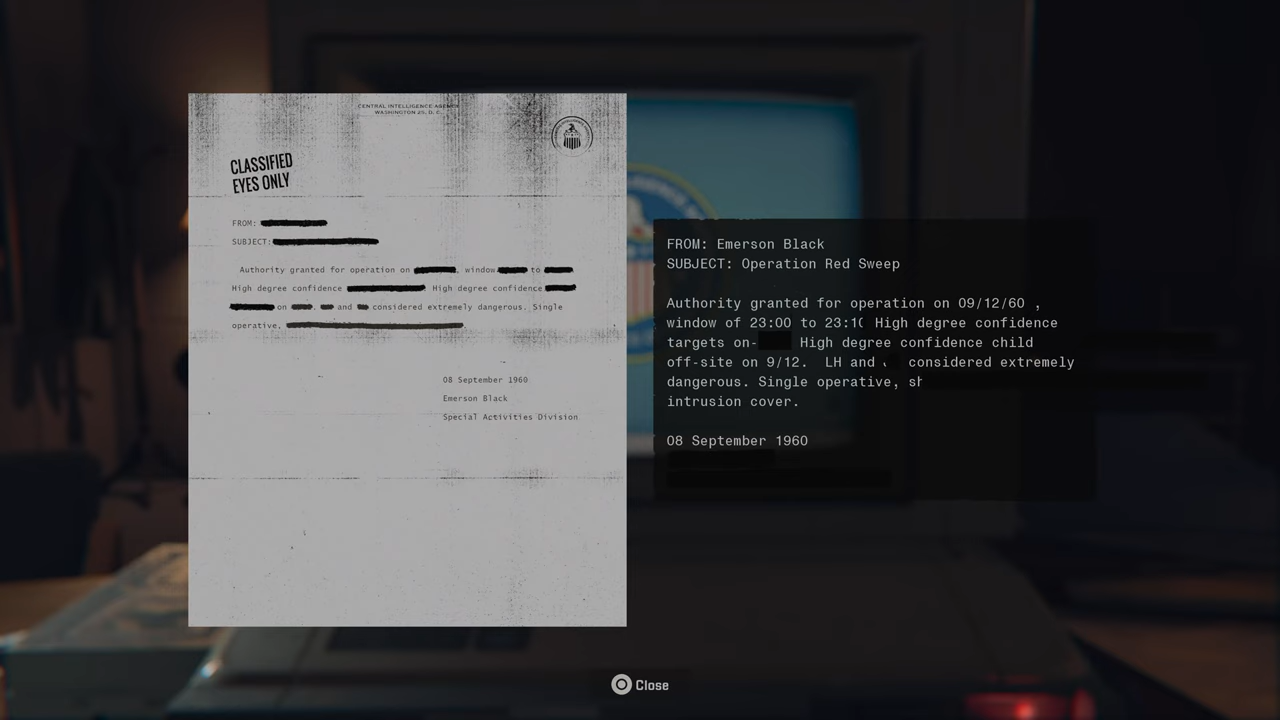 CENTRAL INTELLIGENCE AGENCY
WASHINGTON 25, D. C.
CLASSIFIED
EYES ONLY
FROM:
SUBJECT:
Authority granted for operation on , window to
High degree confidence High degree confidence
on , and considered extremely dangerous. Single
operative,
08 September 1960
Emerson Black
Special Activities Division
FROM: Emerson Black
SUBJECT: Operation Red Sweep
Authority granted for operation on 09/12/60 ,
window of 23:00 to 23:10 High degree confidence
targets on- High degree confidence child
off-site on 9/12. LH and considered extremely
dangerous. Single operative, sh
intrusion cover.
08 September 1960
Close